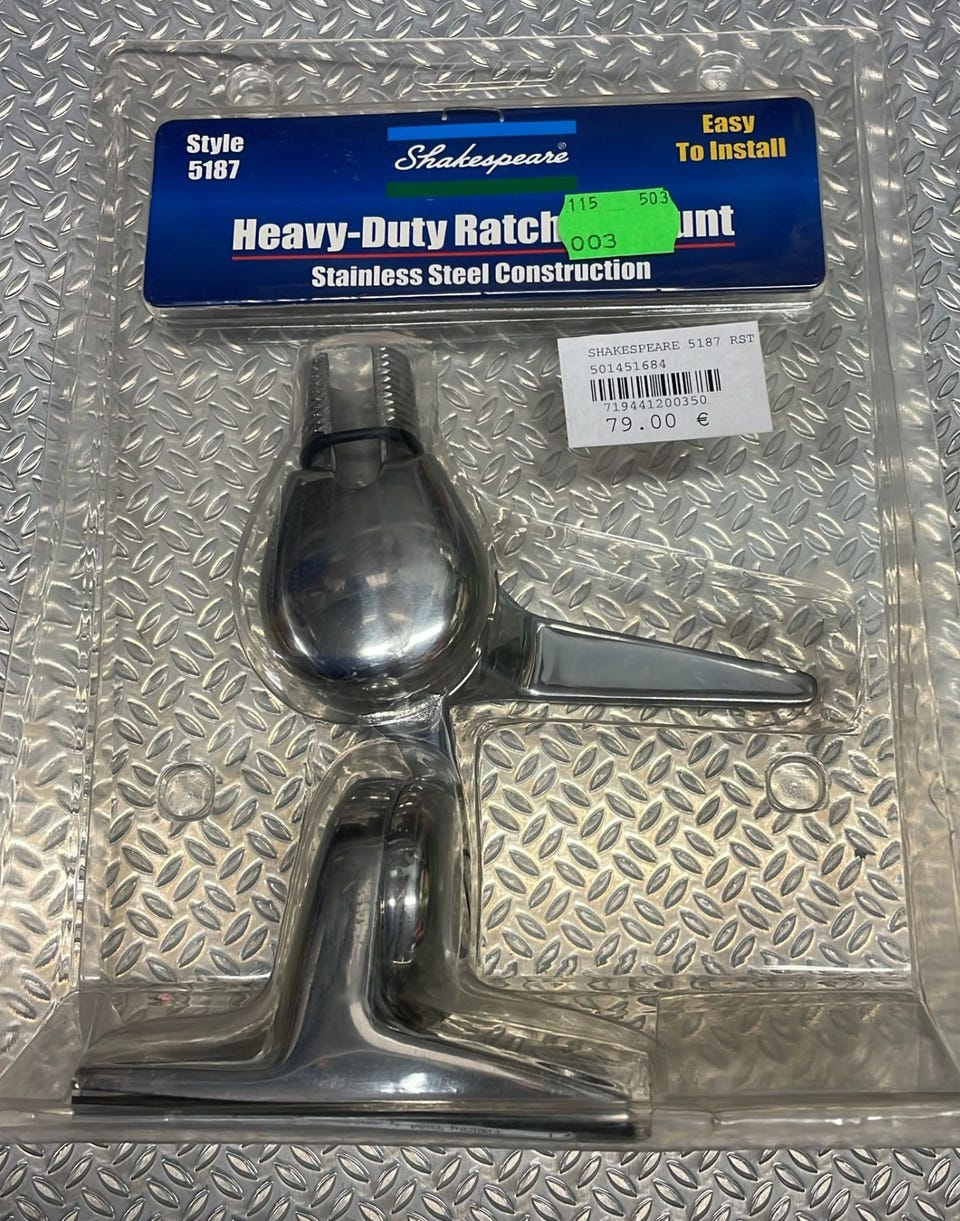 Style
5187
Shakespeare®
Easy
To Install
115 503
003
Heavy-Duty Ratch unt
Stainless Steel Construction
SHAKESPEARE 5187 RST
501451684
719441200350
79.00 €